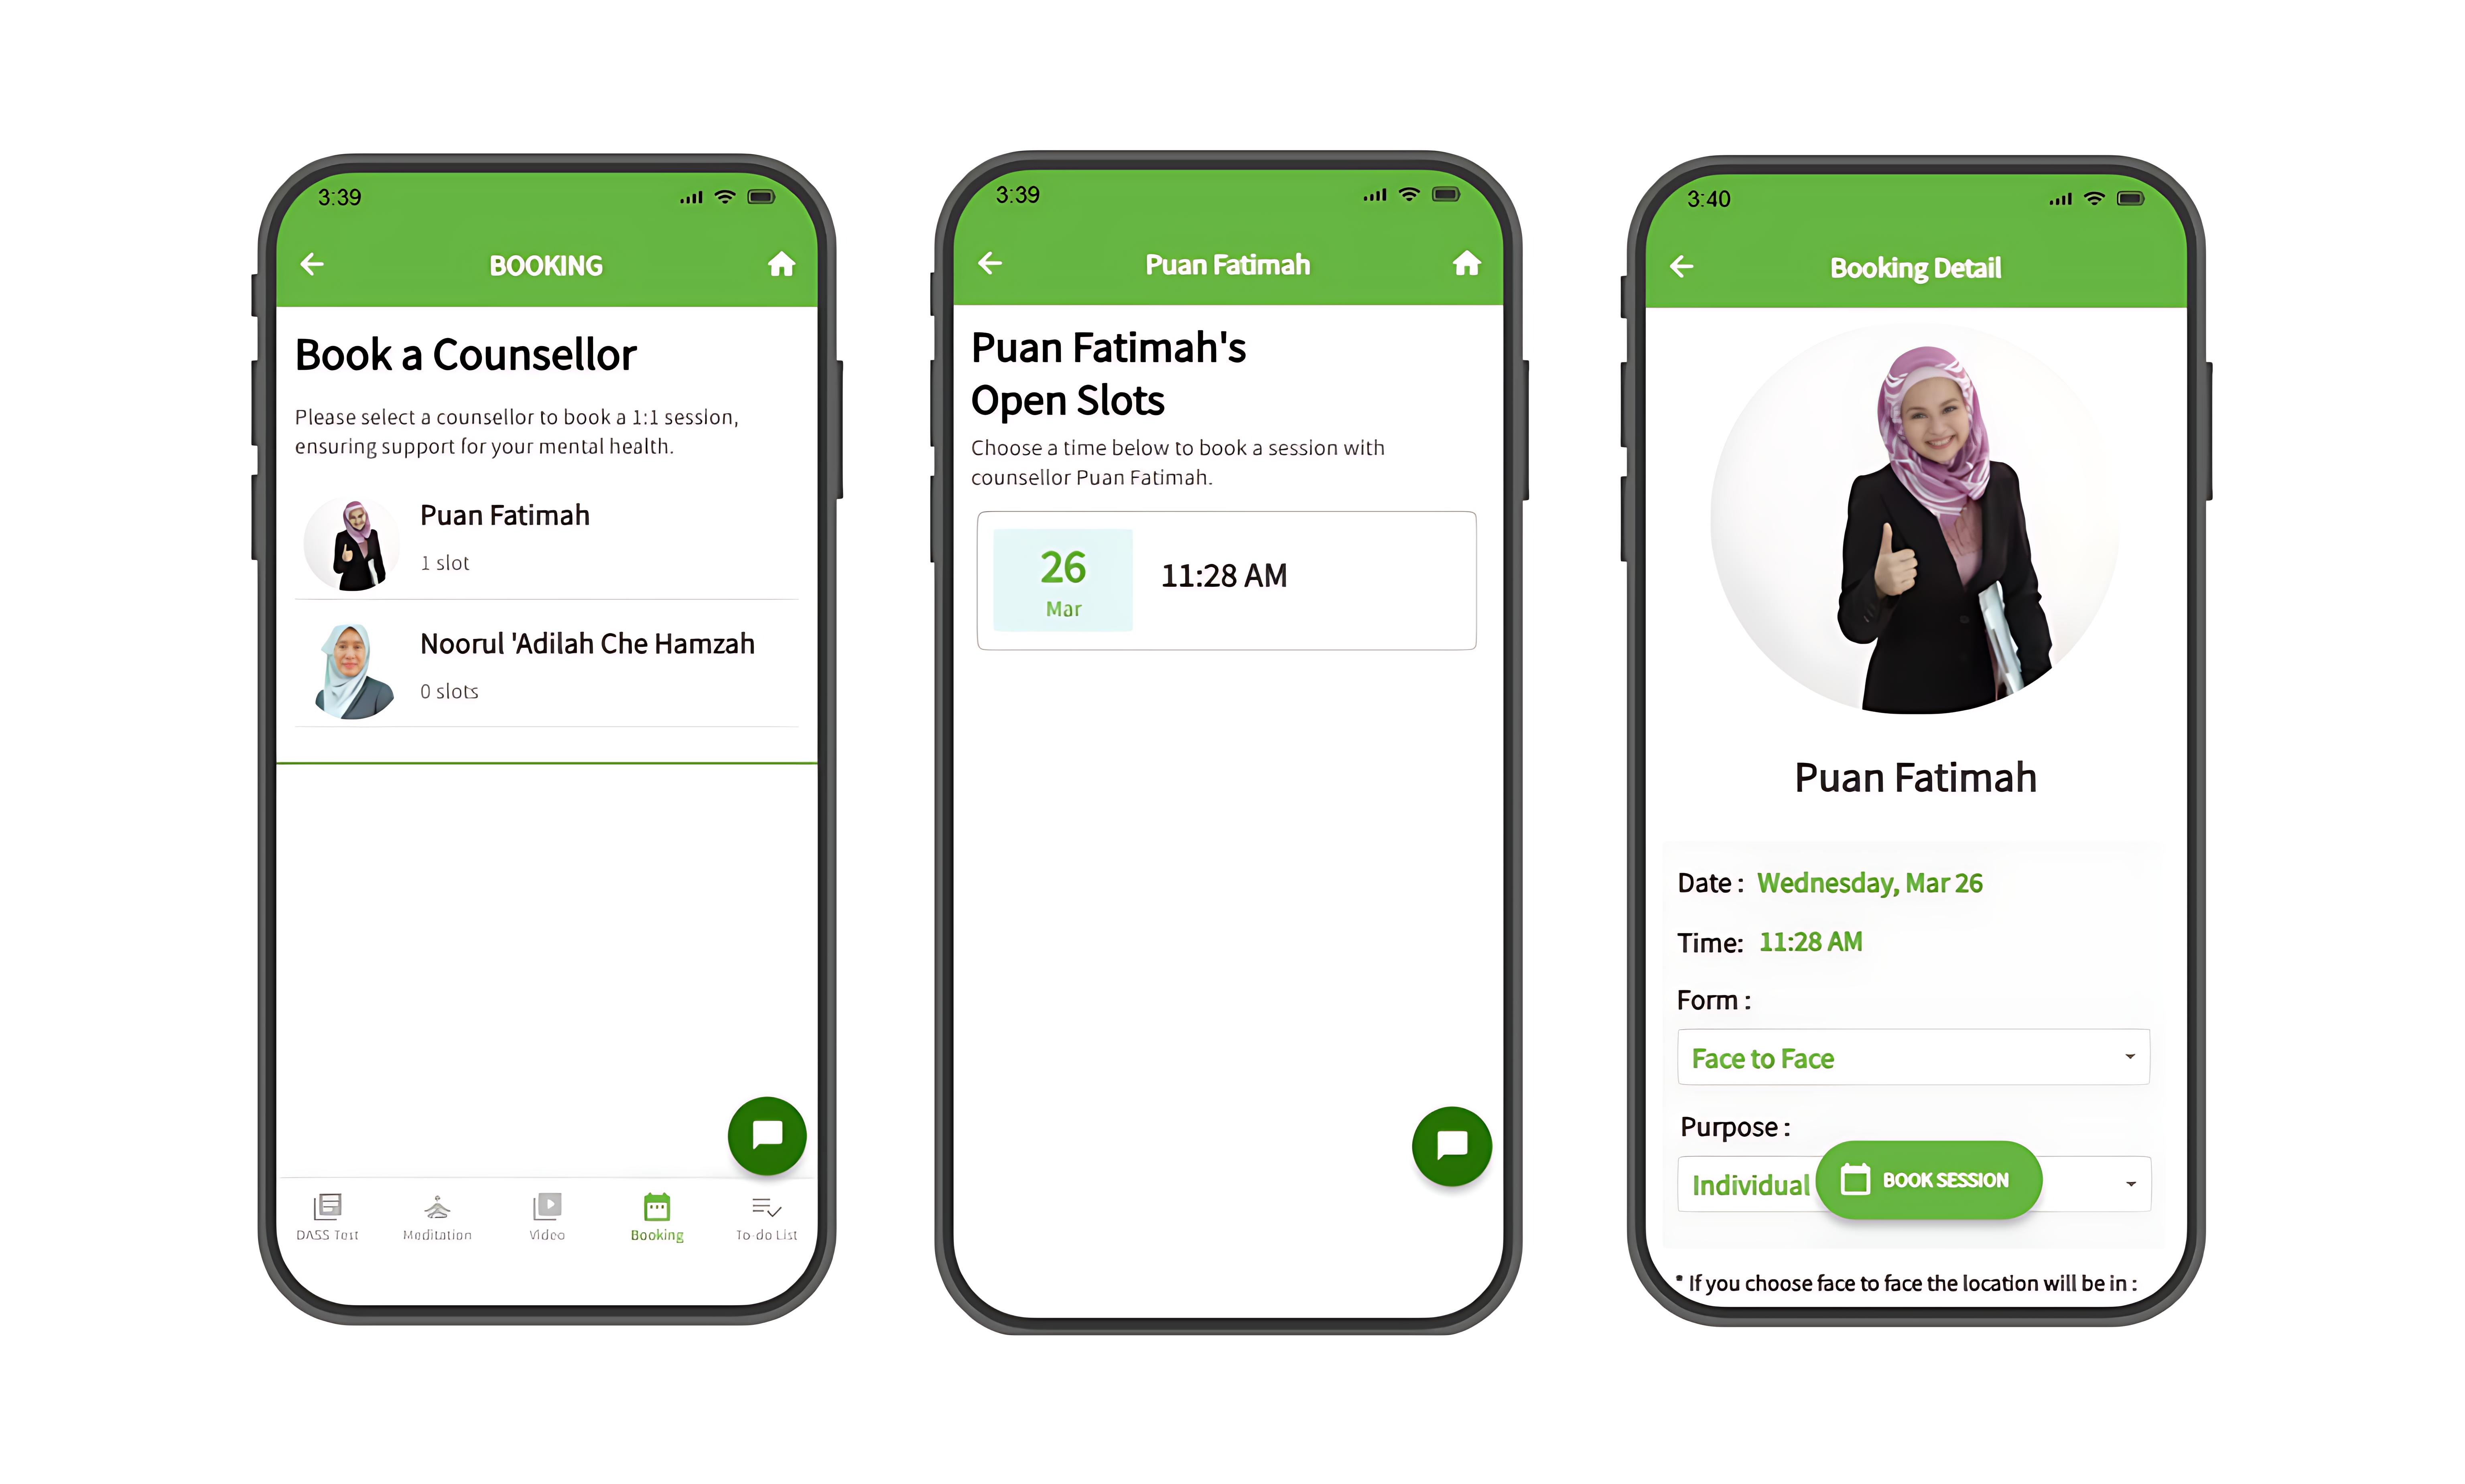 3:39
BOOKING
Book a Counsellor
Please select a counsellor to book a 1:1 session,
ensuring support for your mental health.
Puan Fatimah
1 slot
Noorul 'Adilah Che Hamzah
0 slots
DASS Test
Meditation
Video
Booking
To-do List
3:39
Puan Fatimah
Puan Fatimah's
Open Slots
Choose a time below to book a session with
counsellor Puan Fatimah.
26
Mar
11:28 AM
3:40
Booking Detail
Puan Fatimah
Date : Wednesday, Mar 26
Time: 11:28 AM
Form :
Face to Face
Purpose :
Individual
BOOK SESSION
* If you choose face to face the location will be in :